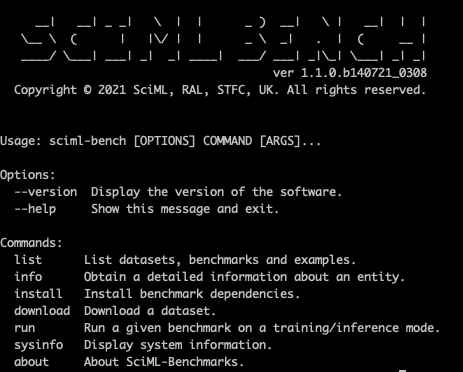 SCIML BENCH
ver 1.1.0.b140721_0308
Copyright © 2021 SciML, RAL, STFC, UK. All rights reserved.
Usage: sciml-bench [OPTIONS] COMMAND [ARGS]...
Options:
--version Display the version of the software.
--help Show this message and exit.
Commands:
list List datasets, benchmarks and examples.
info Obtain a detailed information about an entity.
install Install benchmark dependencies.
download Download a dataset.
run Run a given benchmark on a training/inference mode.
sysinfo Display system information.
about About SciML-Benchmarks.